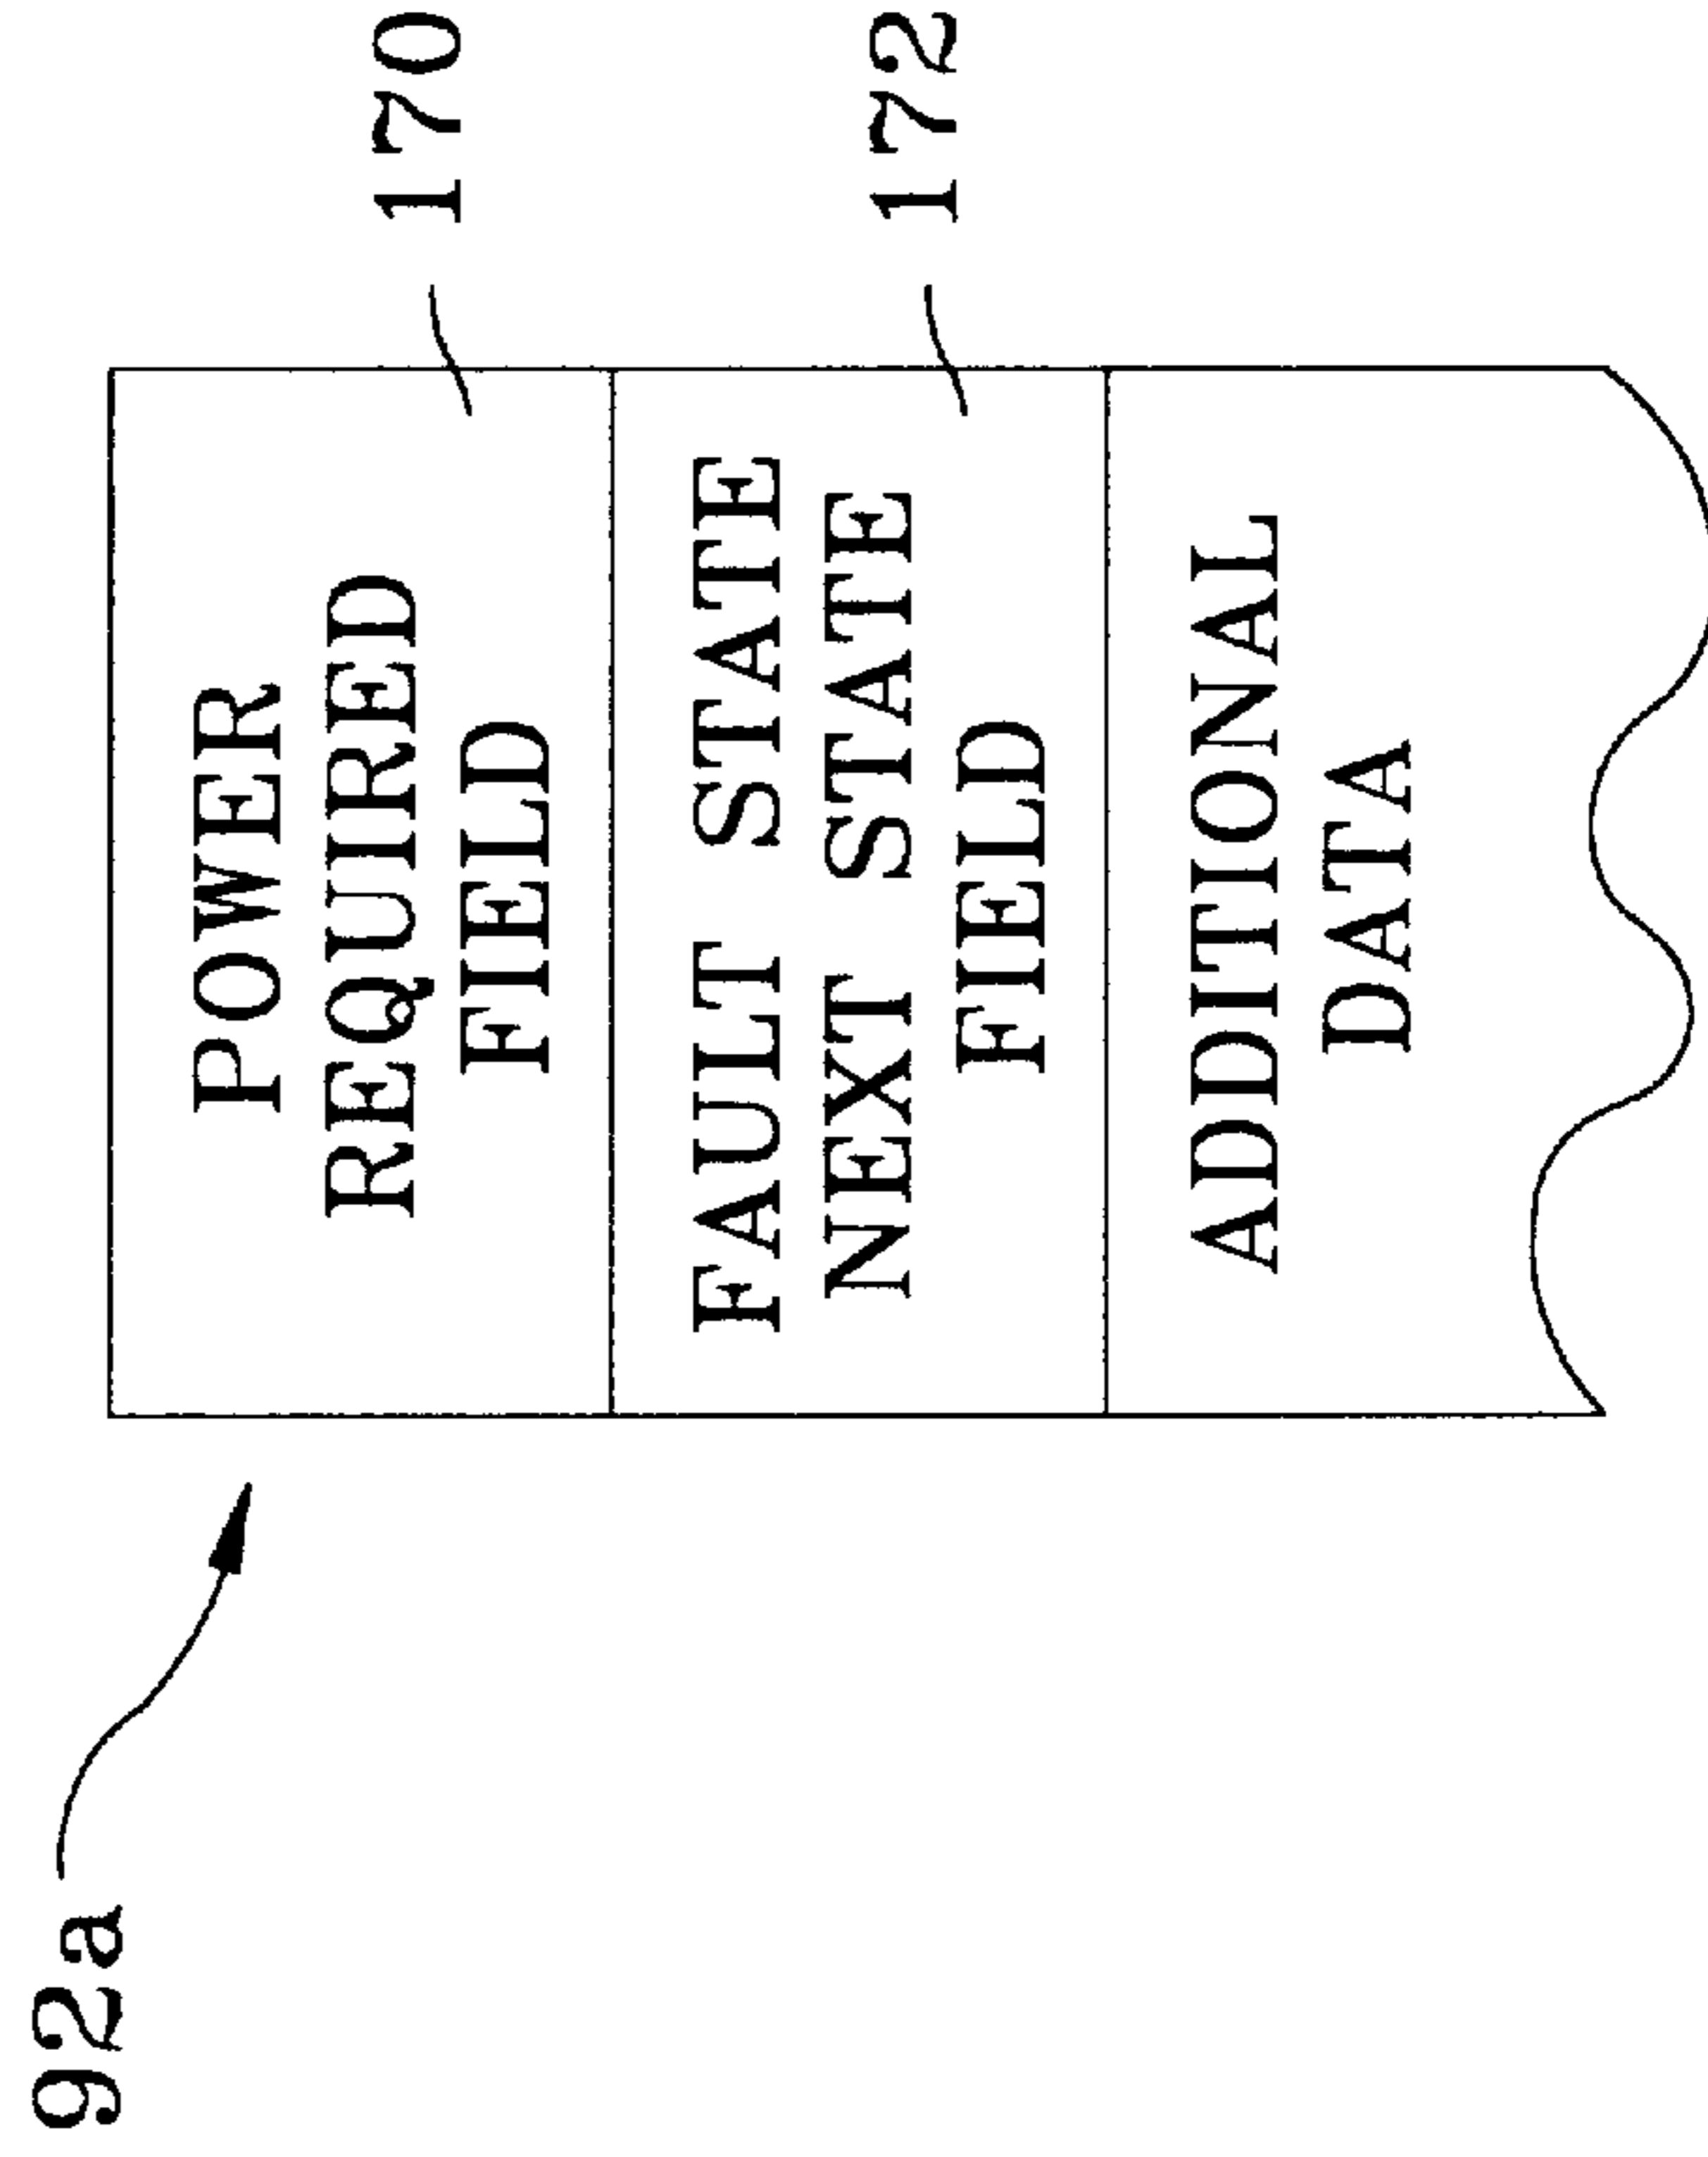 92a
POWER
REQUIRED
FIELD
170
FAULT STATE
NEXT STATE
FIELD
172
ADDITIONAL
DATA